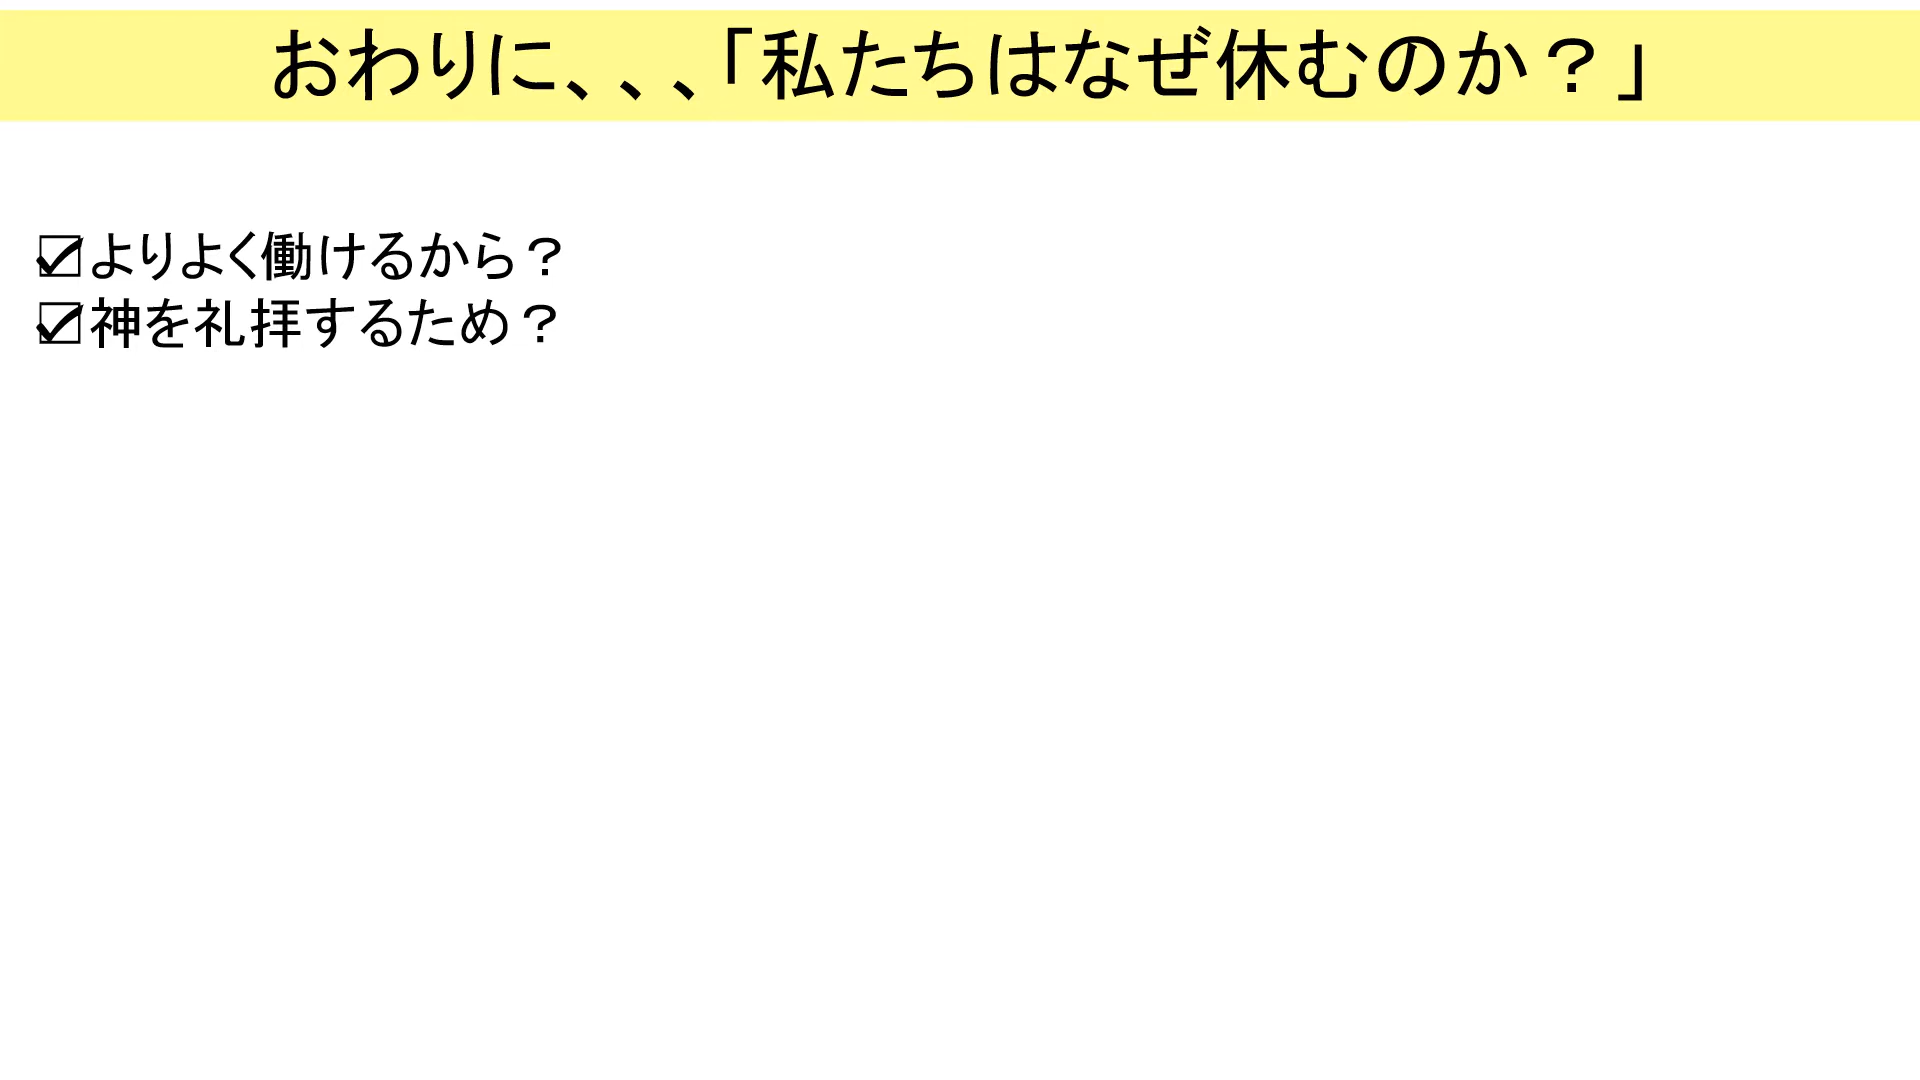 おわりに、、、「私たちはなぜ休むのか？」
☑よりよく働けるから？
☑神を礼拝するため？